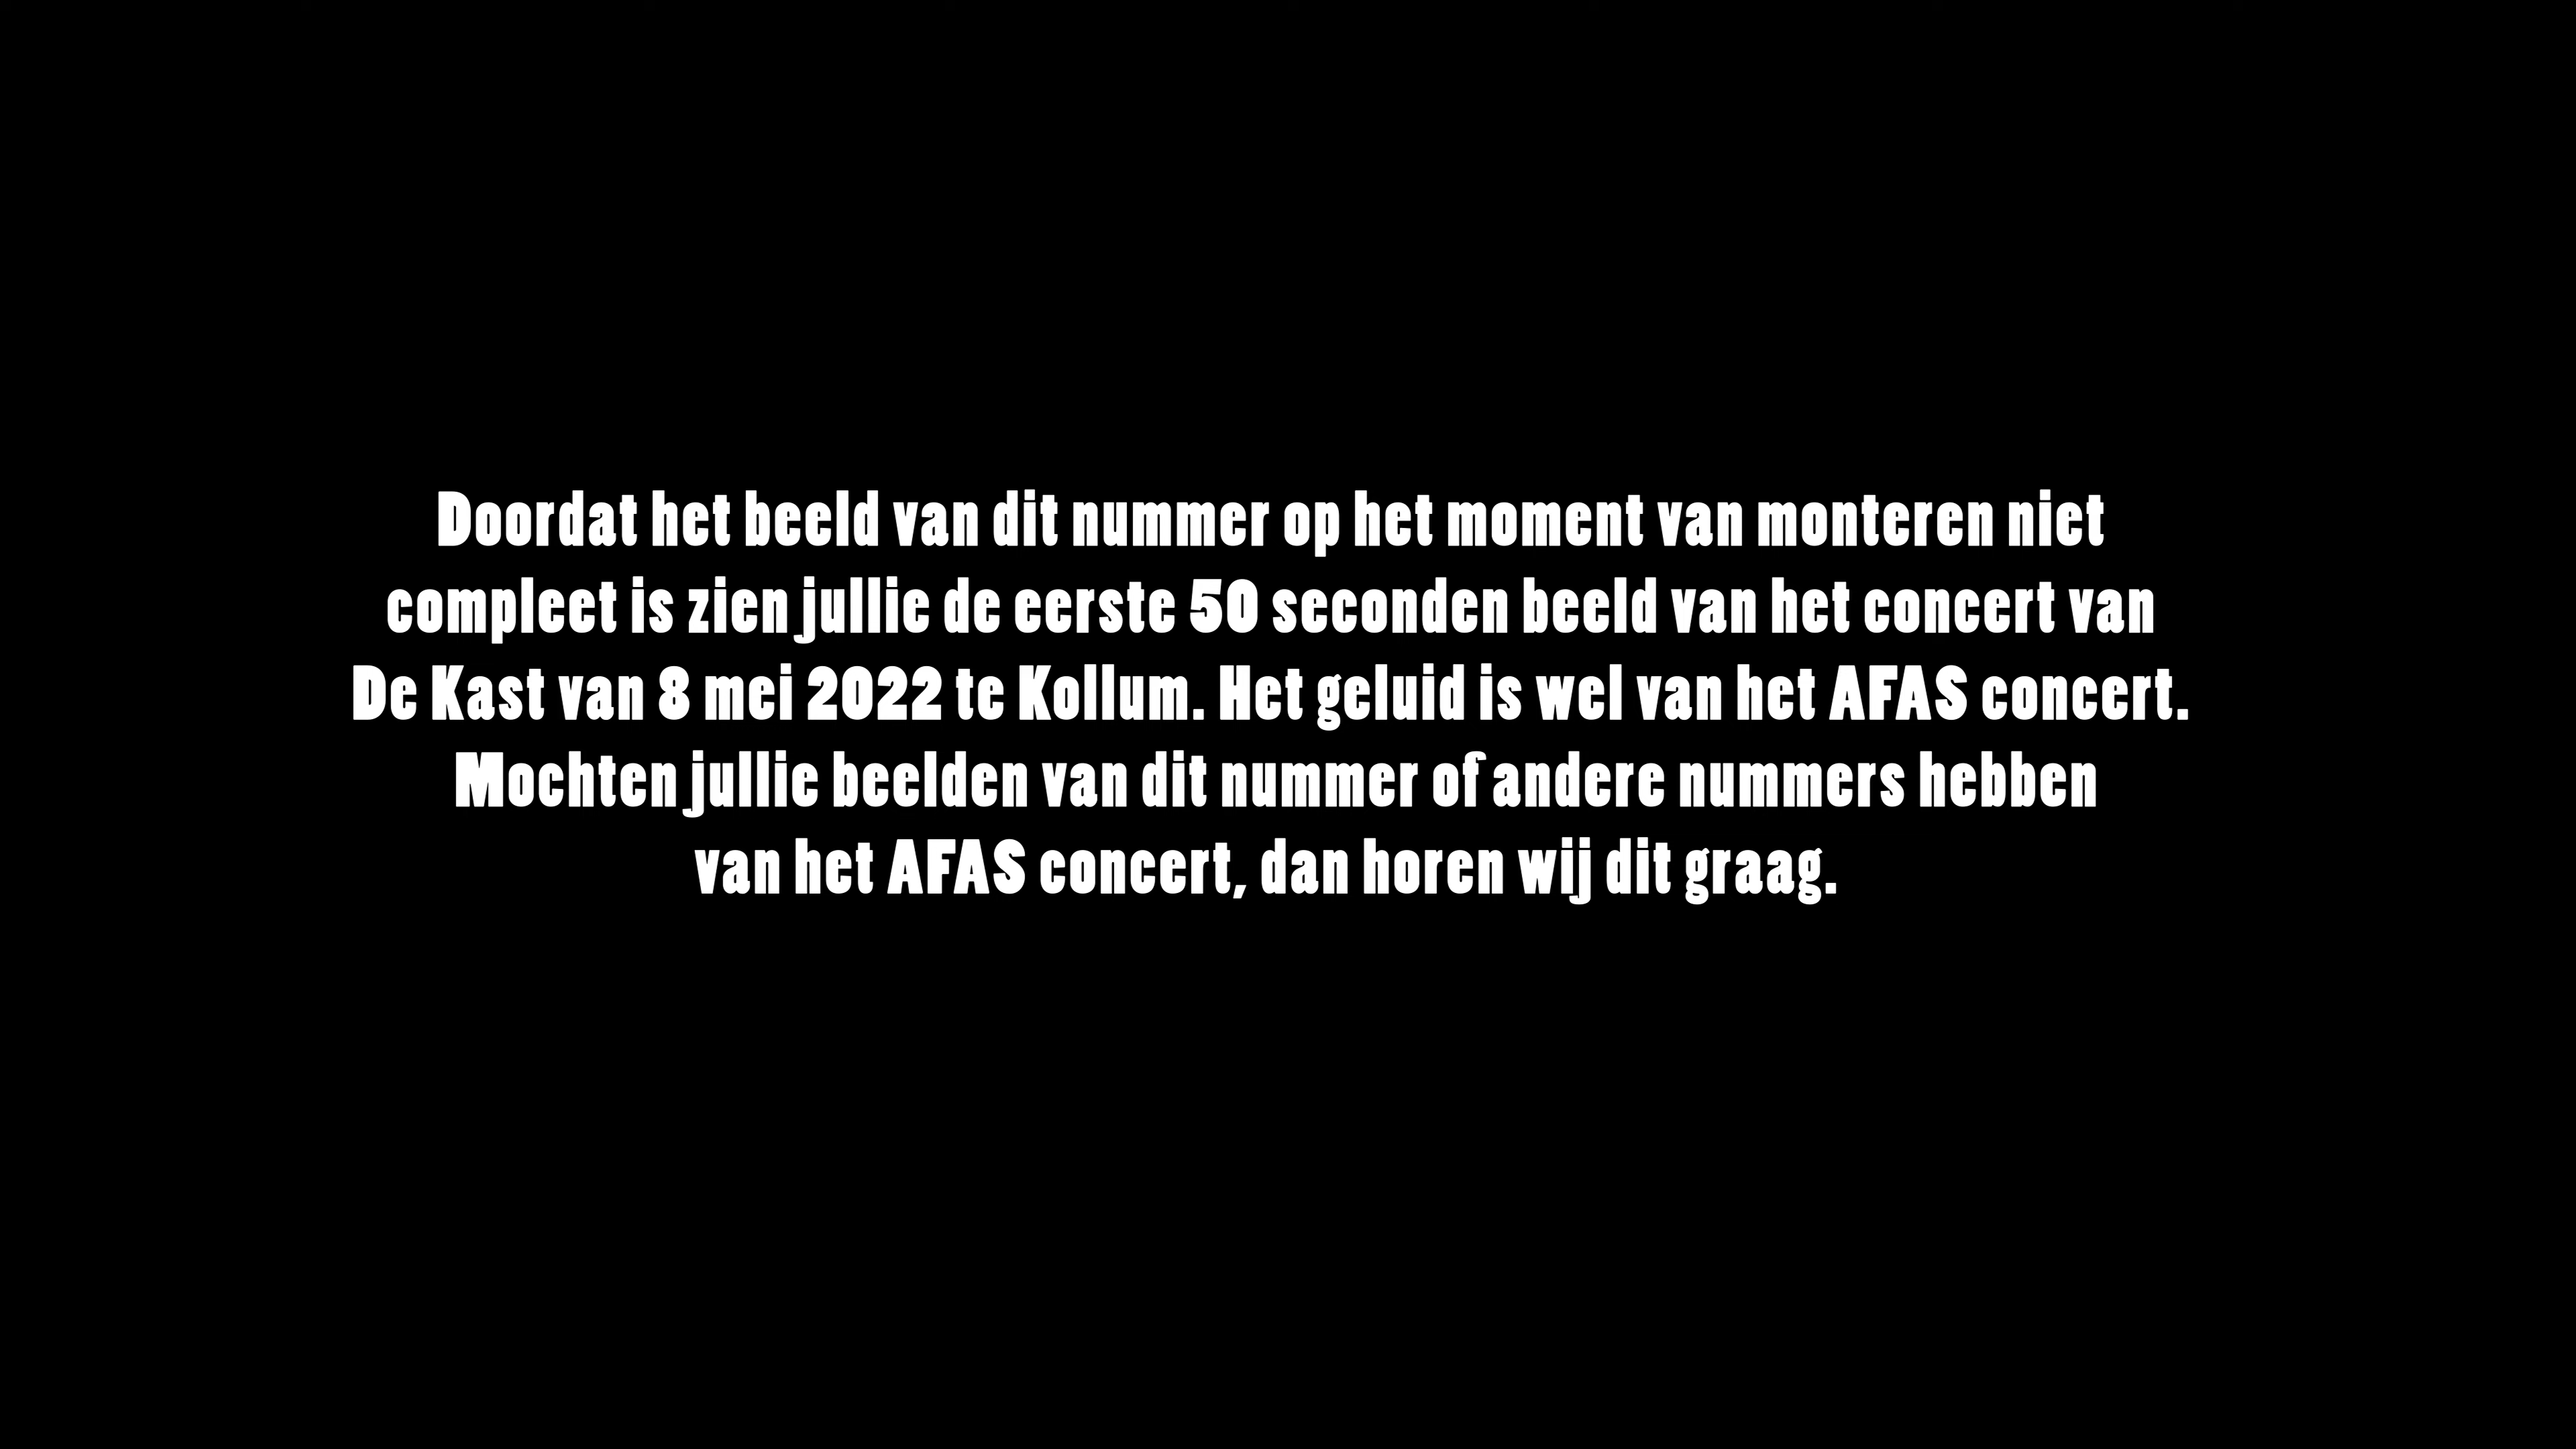 Doordat het beeld van dit nummer op het moment van monteren niet
compleet is zien jullie de eerste 50 seconden beeld van het concert van
De Kast van 8 mei 2022 te Kollum. Het geluid is wel van het AFAS concert.
Mochten jullie beelden van dit nummer of andere nummers hebben
van het AFAS concert, dan horen wij dit graag.